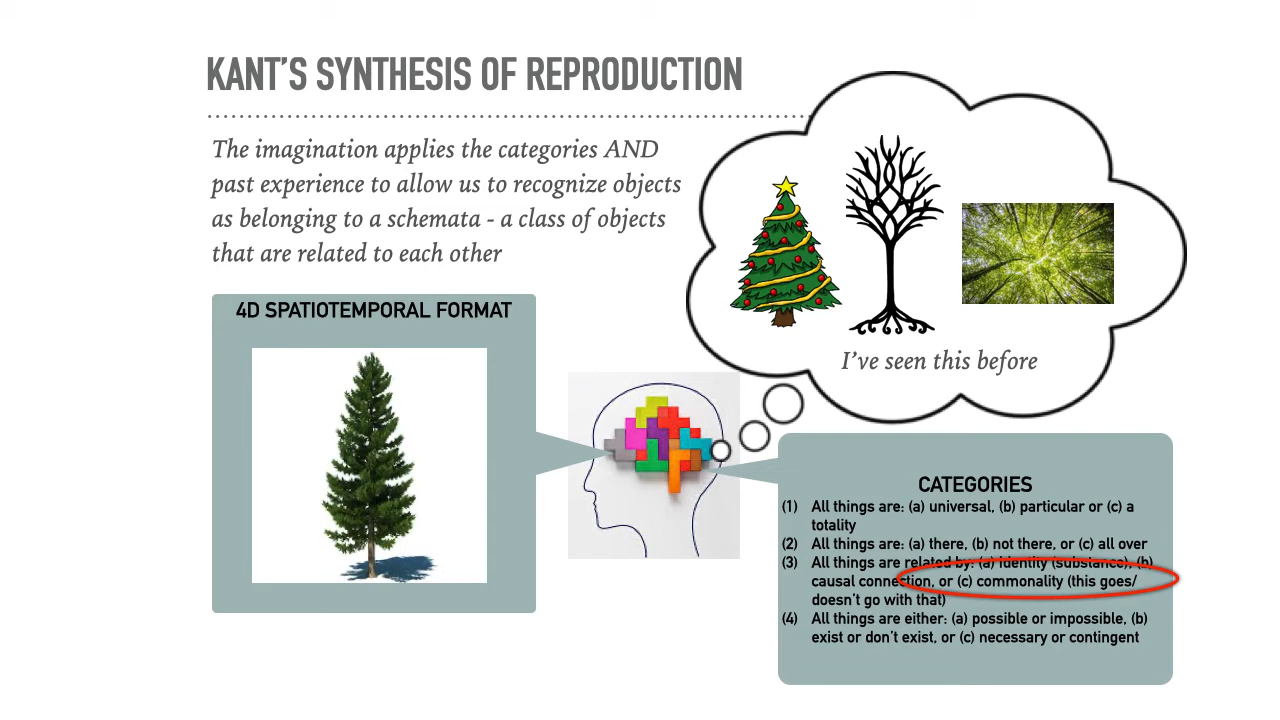 KANT'S SYNTHESIS OF REPRODUCTION
The imagination applies the categories AND
past experience to allow us to recognize objects
as belonging to a schemata - a class of objects
that are related to each other
4D SPATIOTEMPORAL FORMAT
I've seen this before
CATEGORIES
(1) All things are: (a) universal, (b) particular or (c) a
totality
(2) All things are: (a) there, (b) not there, or (c) all over
(3) All things are related by: (a) identity (substance), (b)
causal connection, or (c) commonality (this goes/
doesn't go with that)
(4) All things are either: (a) possible or impossible, (b)
exist or don't exist, or (c) necessary or contingent